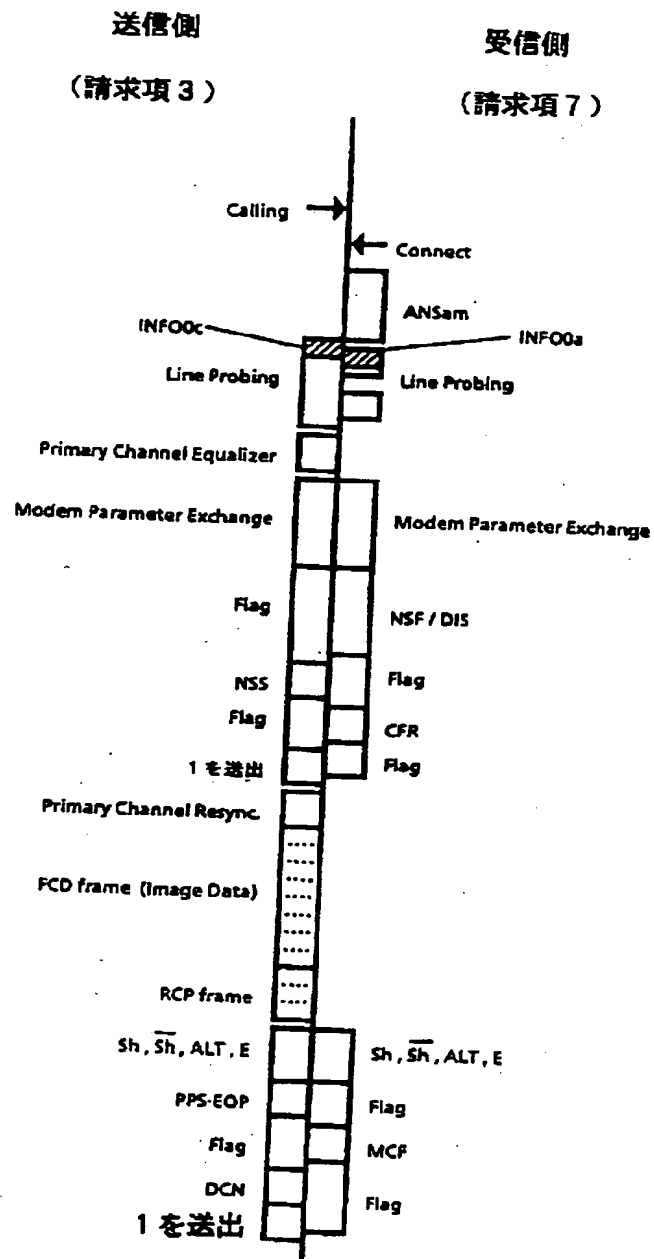 送信側
受信側
（請求項3）
（請求項7）
Calling
Connect
ANSam
INFO0c
INFO0a
Line Probing
Line Probing
Primary Channel Equalizer
Modem Parameter Exchange
Modem Parameter Exchange
Flag
NSF / DIS
NSS
Flag
Flag
CFR
1を送出
Flag
Primary Channel Resync.
FCD frame (Image Data)
RCP frame
Sh, S̅h̅, ALT, E
Sh, S̅h̅, ALT, E
PPS-EOP
Flag
Flag
MCF
DCN
Flag
1を送出